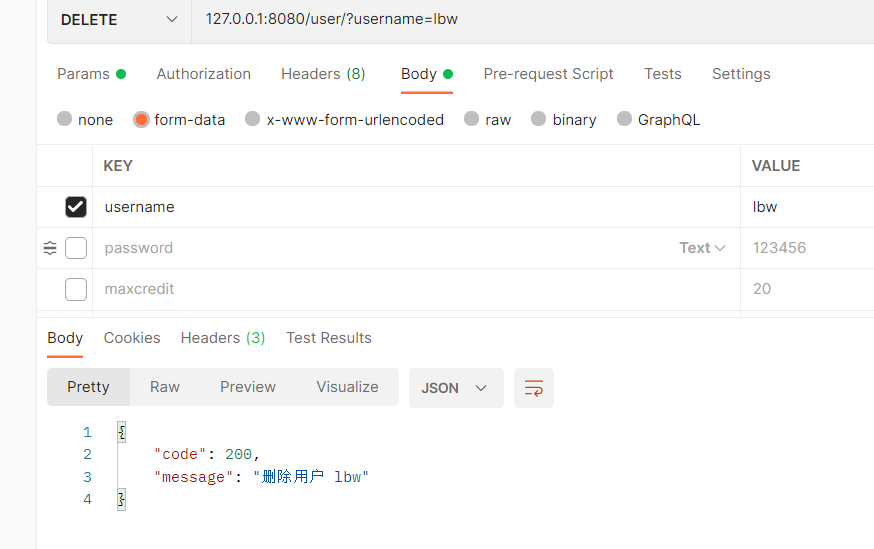 DELETE 127.0.0.1:8080/user/?username=lbw
Params Authorization Headers (8) Body Pre-request Script Tests Settings
none form-data x-www-form-urlencoded raw binary GraphQL
KEY VALUE
username lbw
password Text 123456
maxcredit 20
Body Cookies Headers (3) Test Results
Pretty Raw Preview Visualize JSON
1 {
2 "code": 200,
3 "message": "删除用户 lbw"
4 }